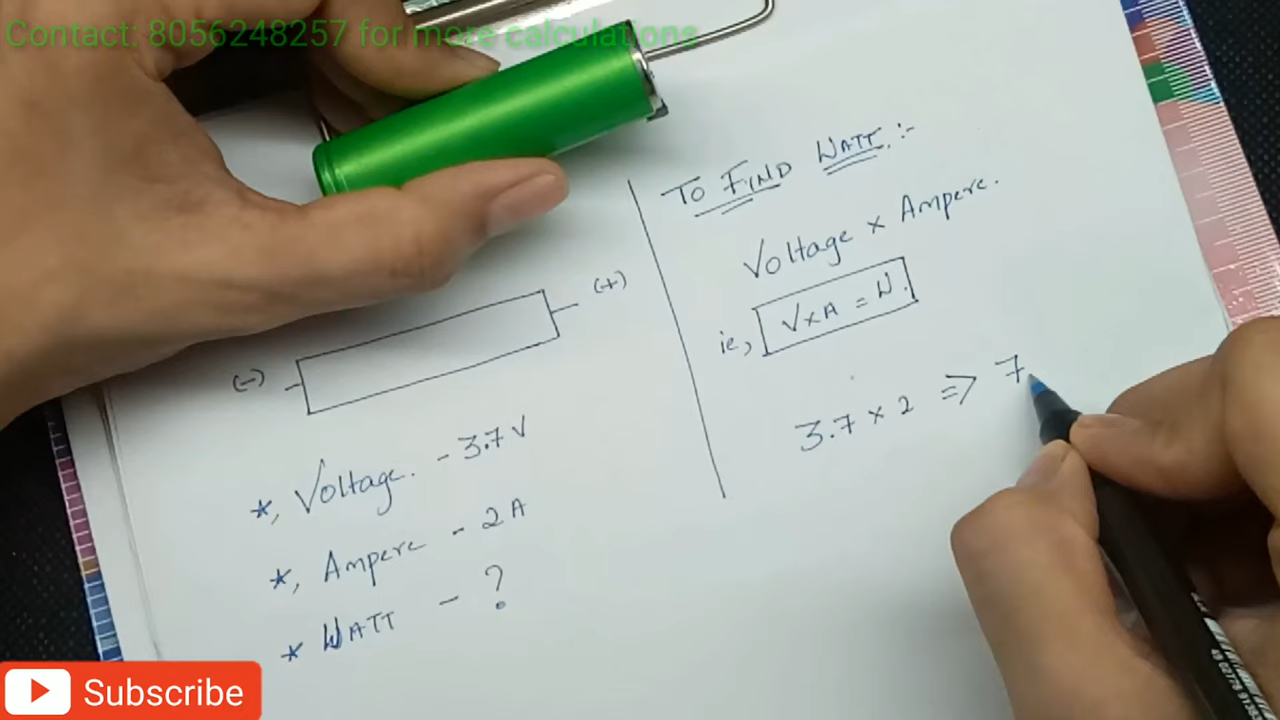 Contact: 8056248257 for more calculations
(-)
(+)
*, Voltage. - 3.7 V
*, Ampere - 2 A
* WATT - ?
TO FIND WATT :-
Voltage x Ampere.
ie, V x A = W.
3.7 x 2 => 7
Subscribe